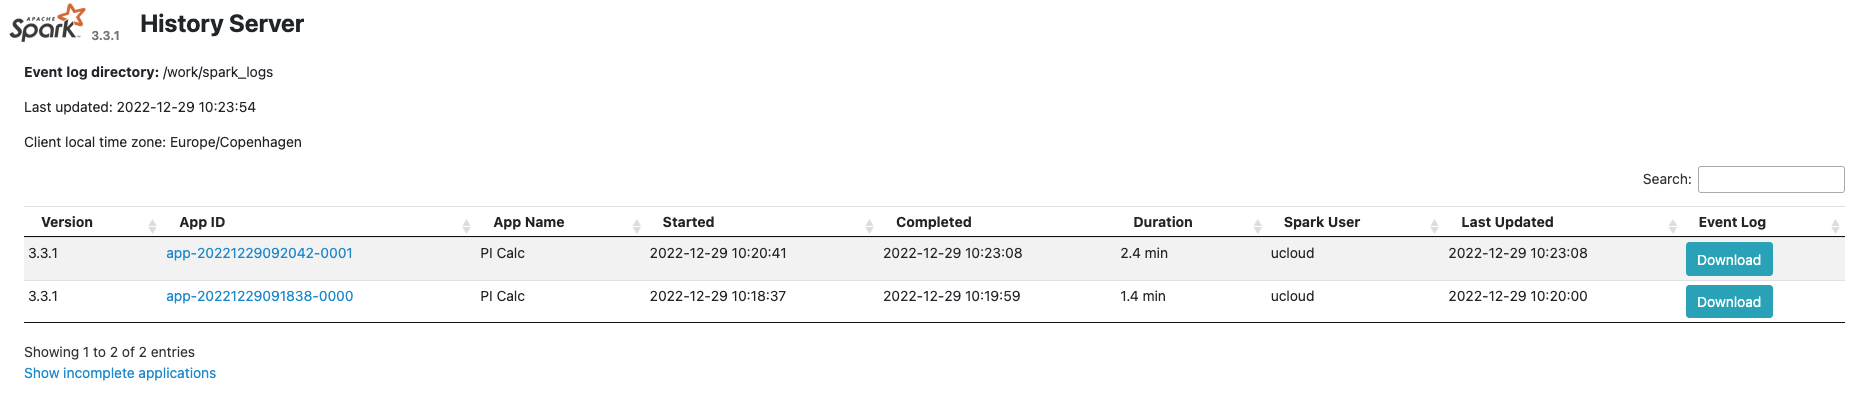 APACHE
Spark 3.3.1 History Server
Event log directory: /work/spark_logs
Last updated: 2022-12-29 10:23:54
Client local time zone: Europe/Copenhagen
Search:
Version App ID App Name Started Completed Duration Spark User Last Updated Event Log
3.3.1 app-20221229092042-0001 PI Calc 2022-12-29 10:20:41 2022-12-29 10:23:08 2.4 min ucloud 2022-12-29 10:23:08 Download
3.3.1 app-20221229091838-0000 PI Calc 2022-12-29 10:18:37 2022-12-29 10:19:59 1.4 min ucloud 2022-12-29 10:20:00 Download
Showing 1 to 2 of 2 entries
Show incomplete applications